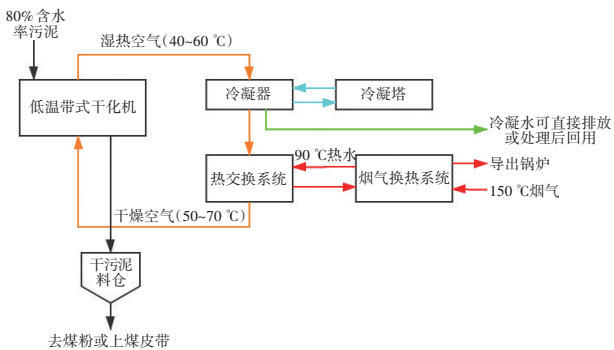 80%含水
率污泥
湿热空气(40~60 ℃)
低温带式干化机
冷凝器
冷凝塔
冷凝水可直接排放
或处理后回用
90 ℃热水
热交换系统
烟气换热系统
导出锅炉
150 ℃烟气
干燥空气(50~70 ℃)
干污泥
料仓
去煤粉或上煤皮带